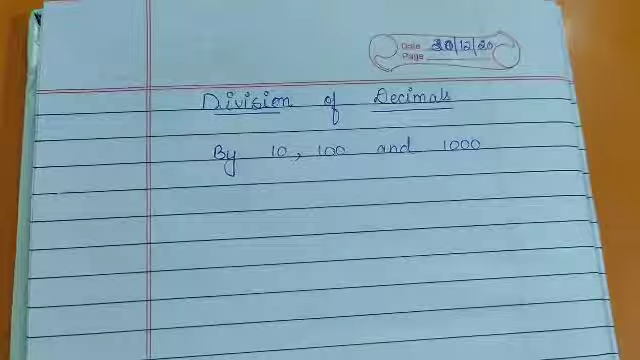 Date 30/12/20
Page
Division of Decimals
By 10, 100 and 1000